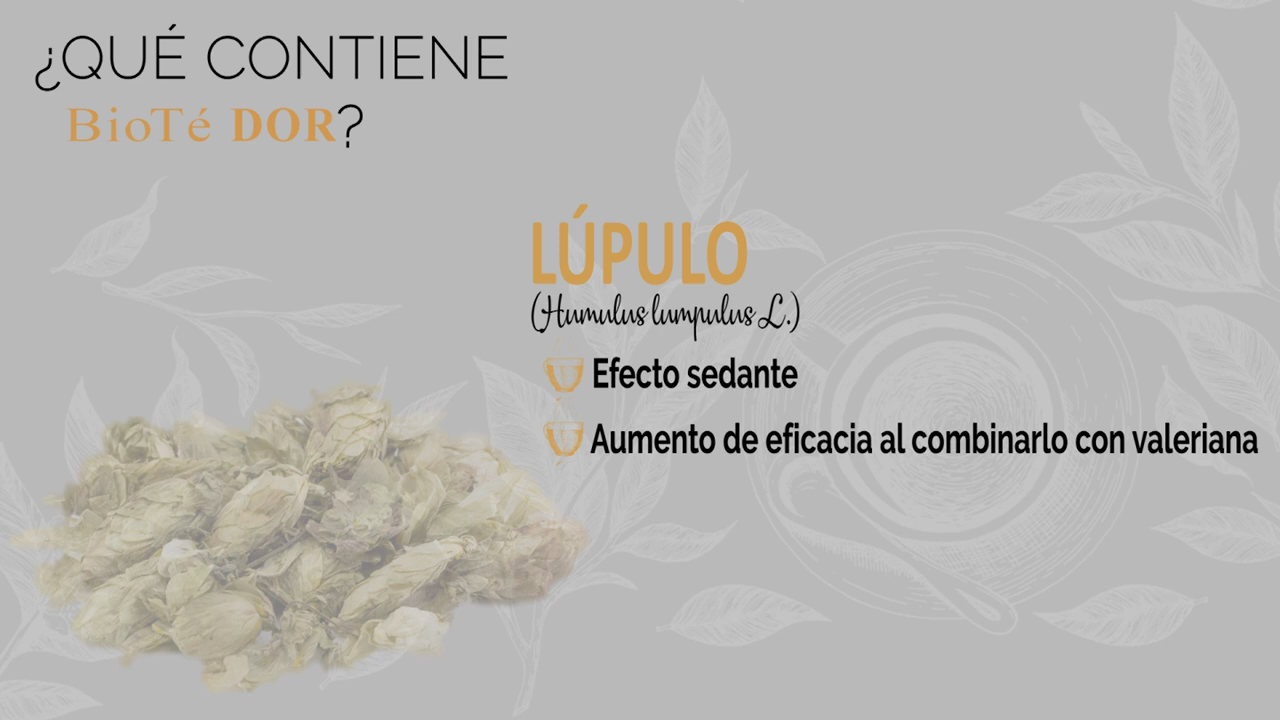 ¿QUÉ CONTIENE
BioTé DOR?
LÚPULO
(Humulus lumpulus L.)
Efecto sedante
Aumento de eficacia al combinarlo con valeriana